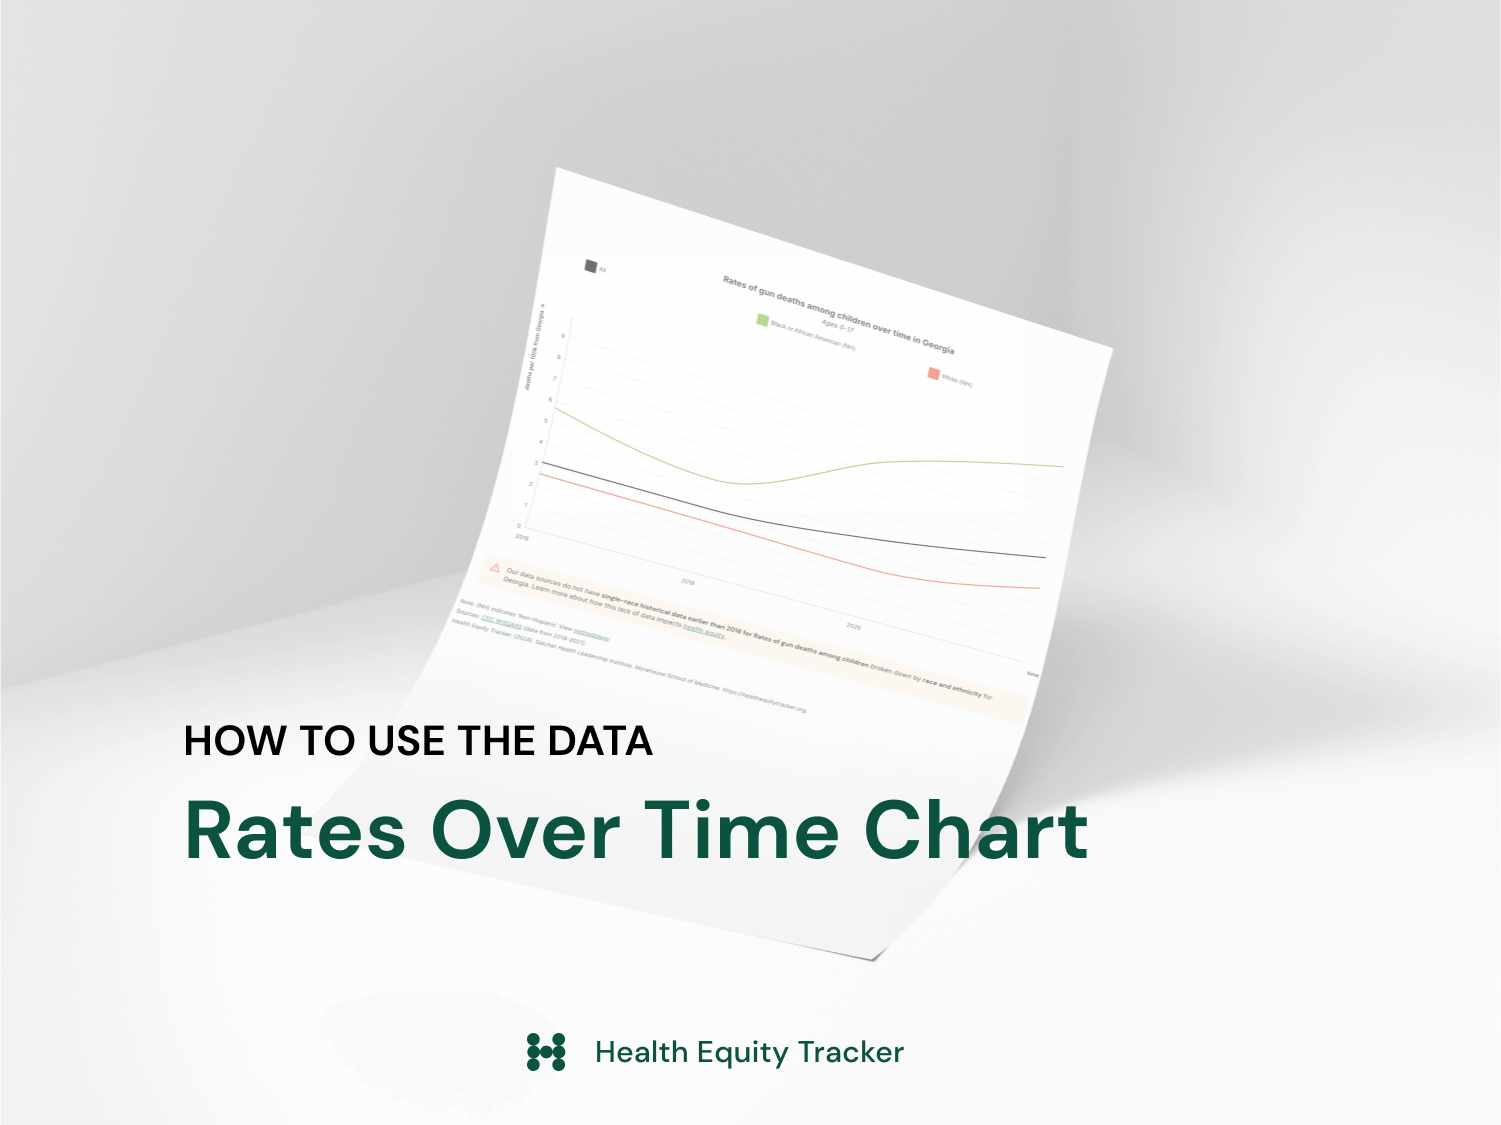 Rates of gun deaths among children over time in Georgia
Ages 0-17
All
Black or African American (NH)
White (NH)
deaths per 100k from Georgia →
9
8
7
6
5
4
3
2
1
0
2018
2019
2020
time
Our data sources do not have single-race historical data earlier than 2018 for Rates of gun deaths among children broken down by race and ethnicity for
Georgia. Learn more about how this lack of data impacts health equity.
Note. (NH) indicates 'Non-Hispanic'. View methodology.
Sources: CDC WISQARS (data from 2018-2021).
Health Equity Tracker. (2024). Satcher Health Leadership Institute. Morehouse School of Medicine. https://healthequitytracker.org.
HOW TO USE THE DATA
Rates Over Time Chart
Health Equity Tracker